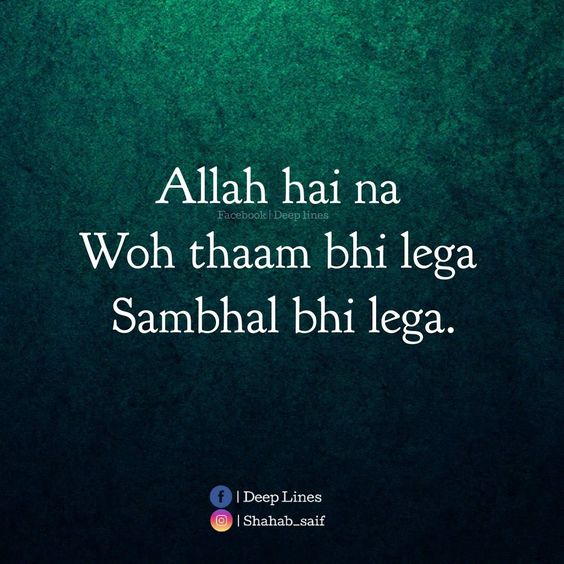 Allah hai na
Facebook | Deep lines
Woh thaam bhi lega
Sambhal bhi lega.
f | Deep Lines
| Shahab_saif